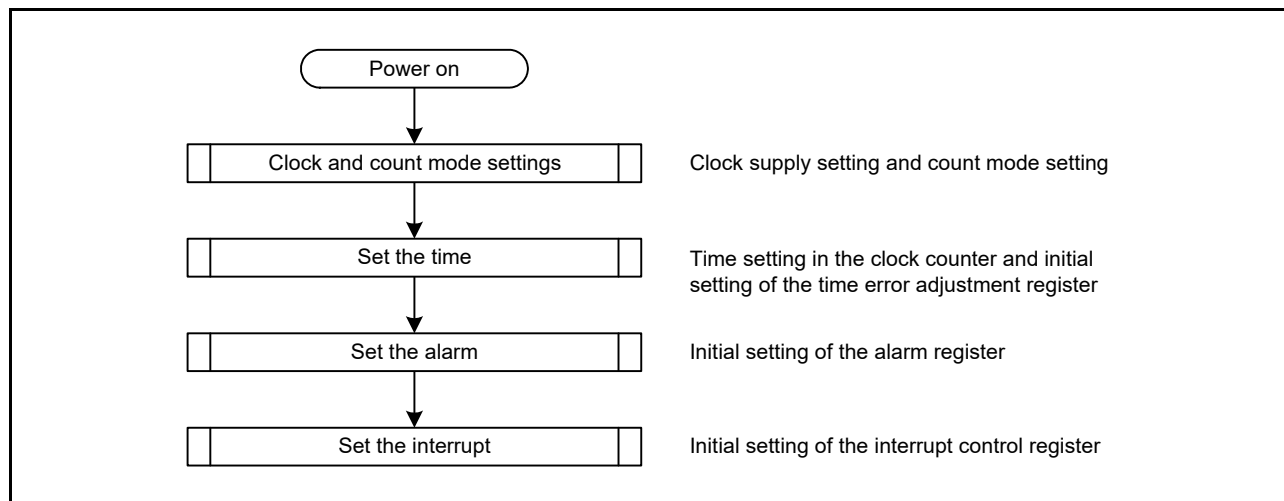 Power on
Clock and count mode settings
Clock supply setting and count mode setting
Set the time
Time setting in the clock counter and initial
setting of the time error adjustment register
Set the alarm
Initial setting of the alarm register
Set the interrupt
Initial setting of the interrupt control register